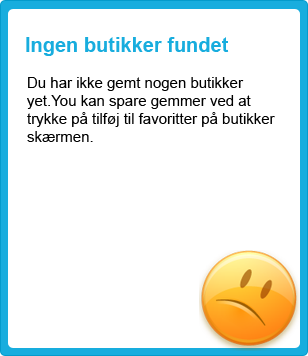 Ingen butikker fundet
Du har ikke gemt nogen butikker
yet.You kan spare gemmer ved at
trykke på tilføj til favoritter på butikker
skærmen.